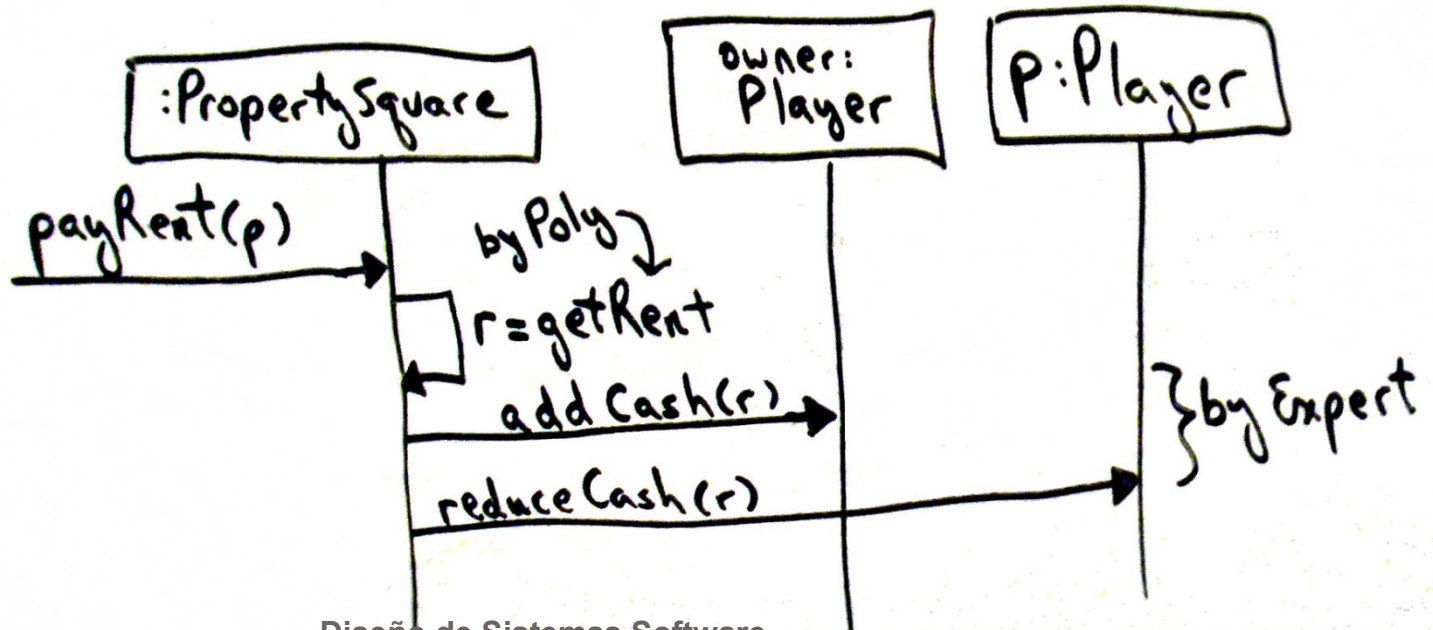 :PropertySquare
owner:
Player
p:Player
payRent(p)
by Poly
r=getRent
addCash(r)
by Expert
reduceCash(r)
Diseño de Sistemas Software